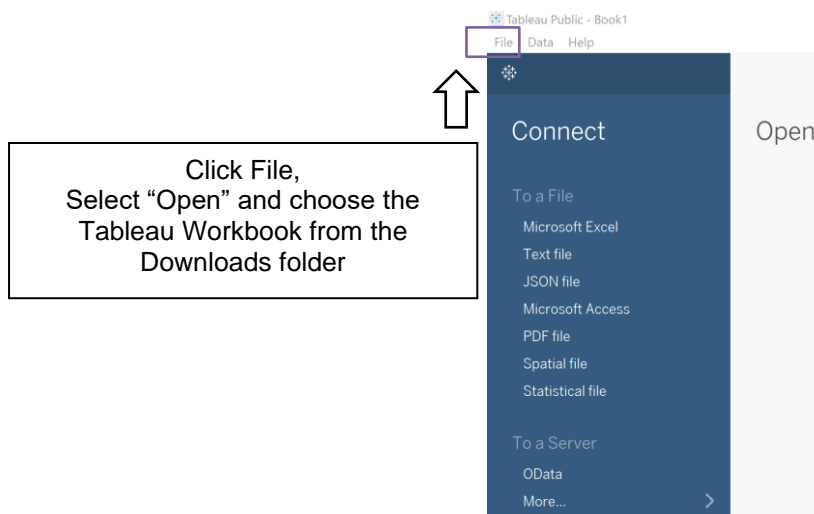 Tableau Public - Book1
File Data Help
Connect
Open
Click File,
Select “Open” and choose the
Tableau Workbook from the
Downloads folder
To a File
Microsoft Excel
Text file
JSON file
Microsoft Access
PDF file
Spatial file
Statistical file
To a Server
OData
More...